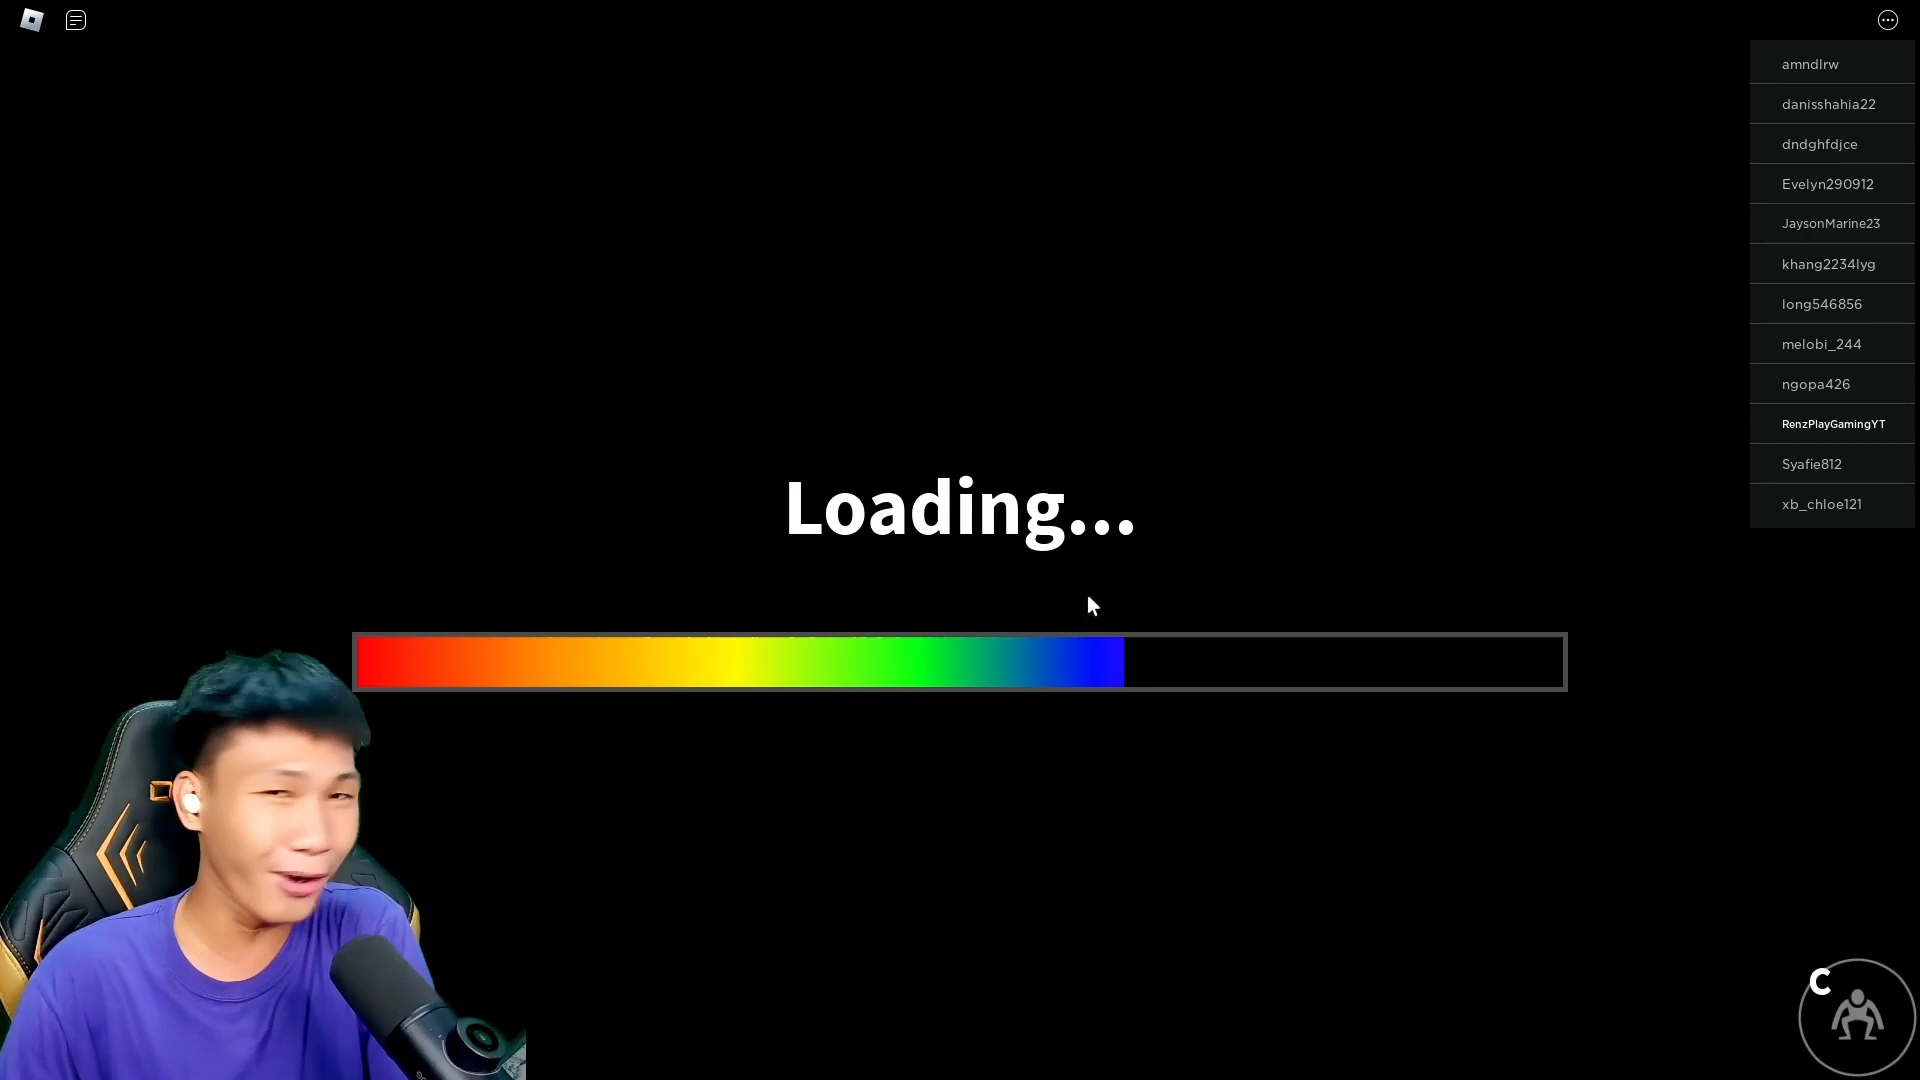 amndlrw
danisshahia22
dndghfdjce
Evelyn290912
JaysonMarine23
khang2234lyg
long546856
melobi_244
ngopa426
RenzPlayGamingYT
Syafie812
xb_chloe121
Loading...
C